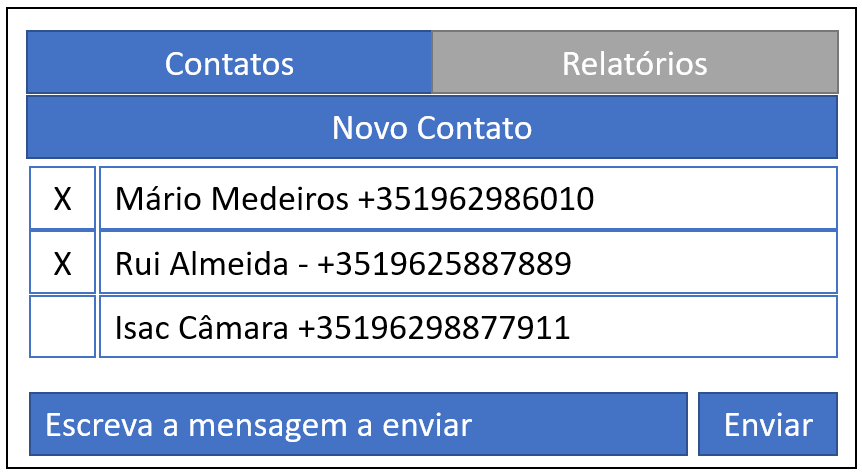 Contatos Relatórios
Novo Contato
X Mário Medeiros +351962986010
X Rui Almeida - +3519625887889
Isac Câmara +35196298877911
Escreva a mensagem a enviar Enviar